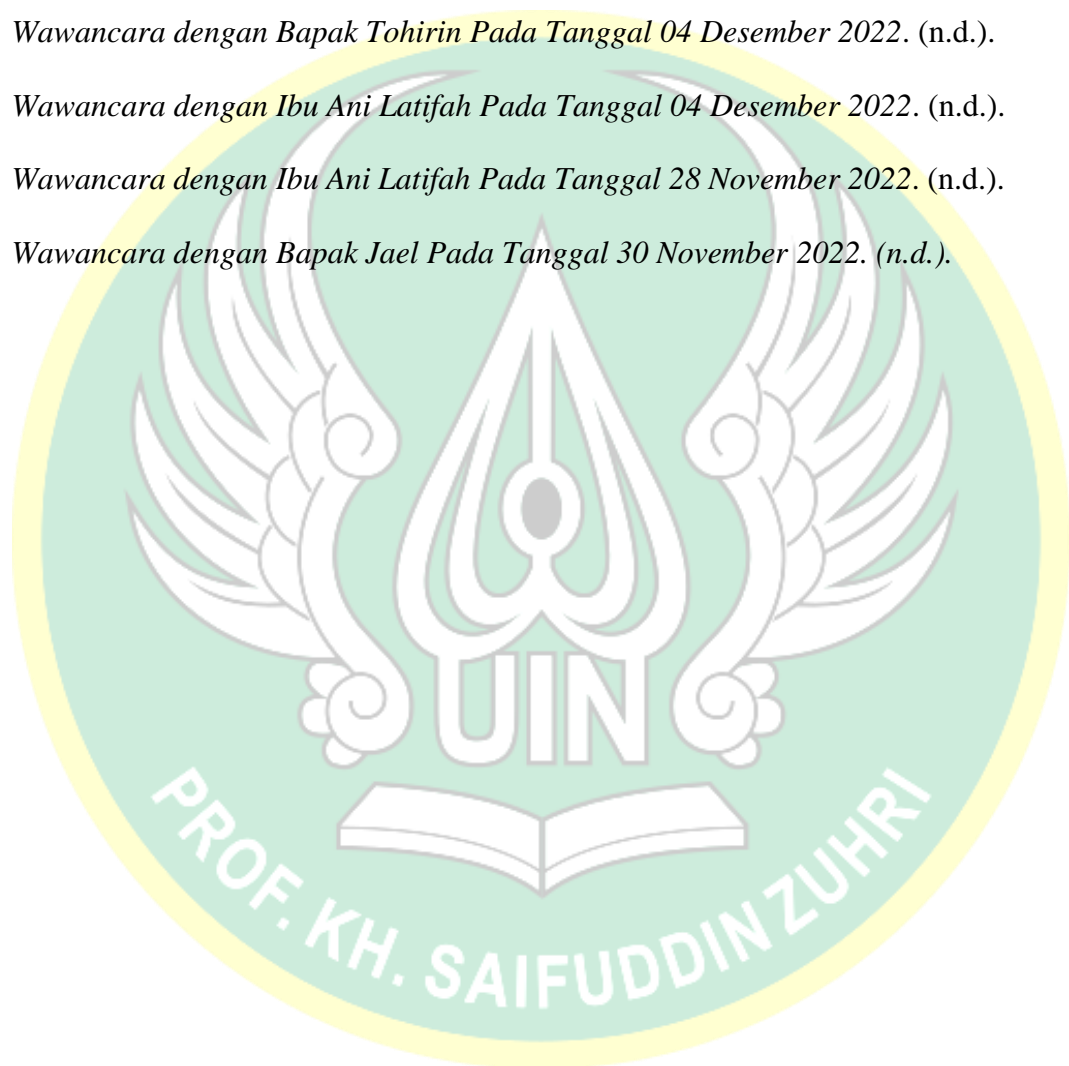 Wawancara dengan Bapak Tohirin Pada Tanggal 04 Desember 2022. (n.d.).
Wawancara dengan Ibu Ani Latifah Pada Tanggal 04 Desember 2022. (n.d.).
Wawancara dengan Ibu Ani Latifah Pada Tanggal 28 November 2022. (n.d.).
Wawancara dengan Bapak Jael Pada Tanggal 30 November 2022. (n.d.).
UIN
PROF. KH. SAIFUDDIN ZUHRI